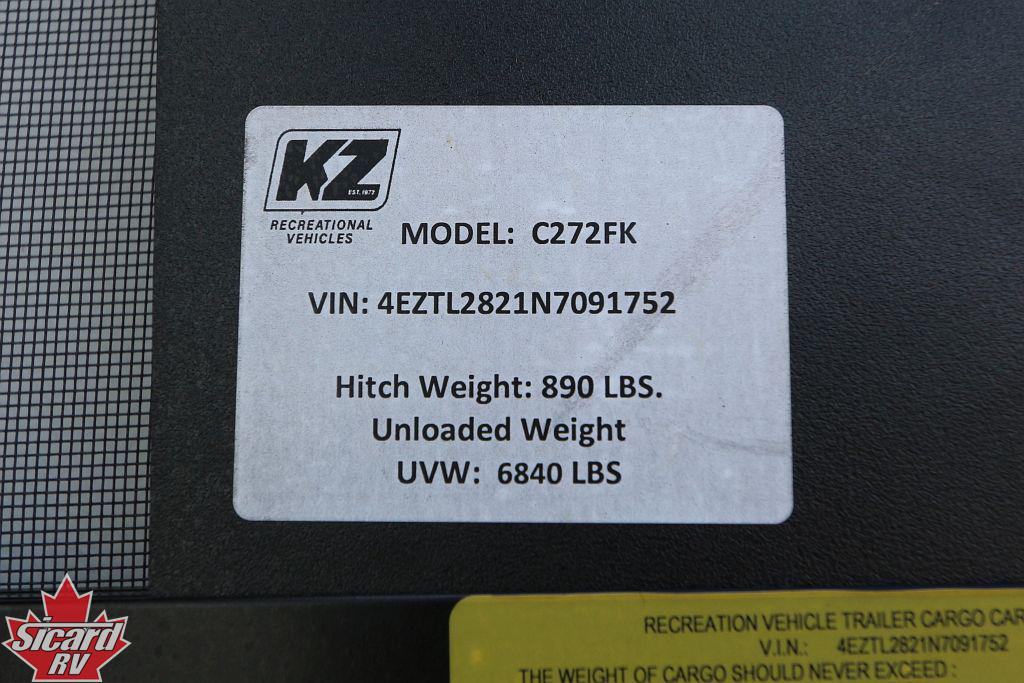 KZ
EST. 1972
RECREATIONAL
VEHICLES
MODEL: C272FK
VIN: 4EZTL2821N7091752
Hitch Weight: 890 LBS.
Unloaded Weight
UVW: 6840 LBS
RECREATION VEHICLE TRAILER CARGO CAR
V.I.N.: 4EZTL2821N7091752
THE WEIGHT OF CARGO SHOULD NEVER EXCEED :
Sicard
RV